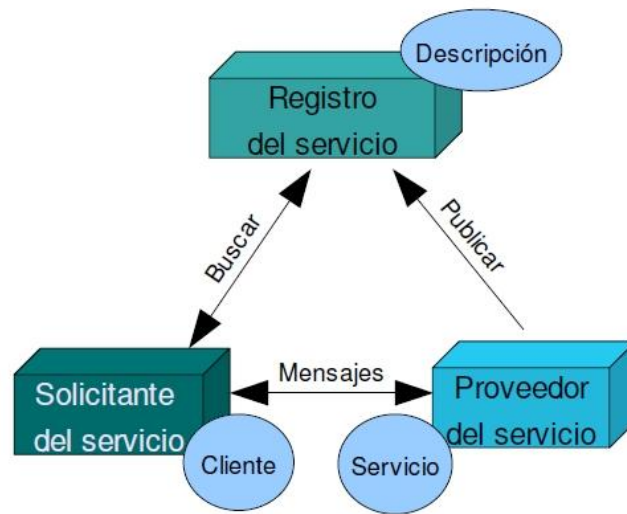 Descripción
Registro
del servicio
Buscar
Publicar
Mensajes
Solicitante
del servicio
Cliente
Proveedor
del servicio
Servicio